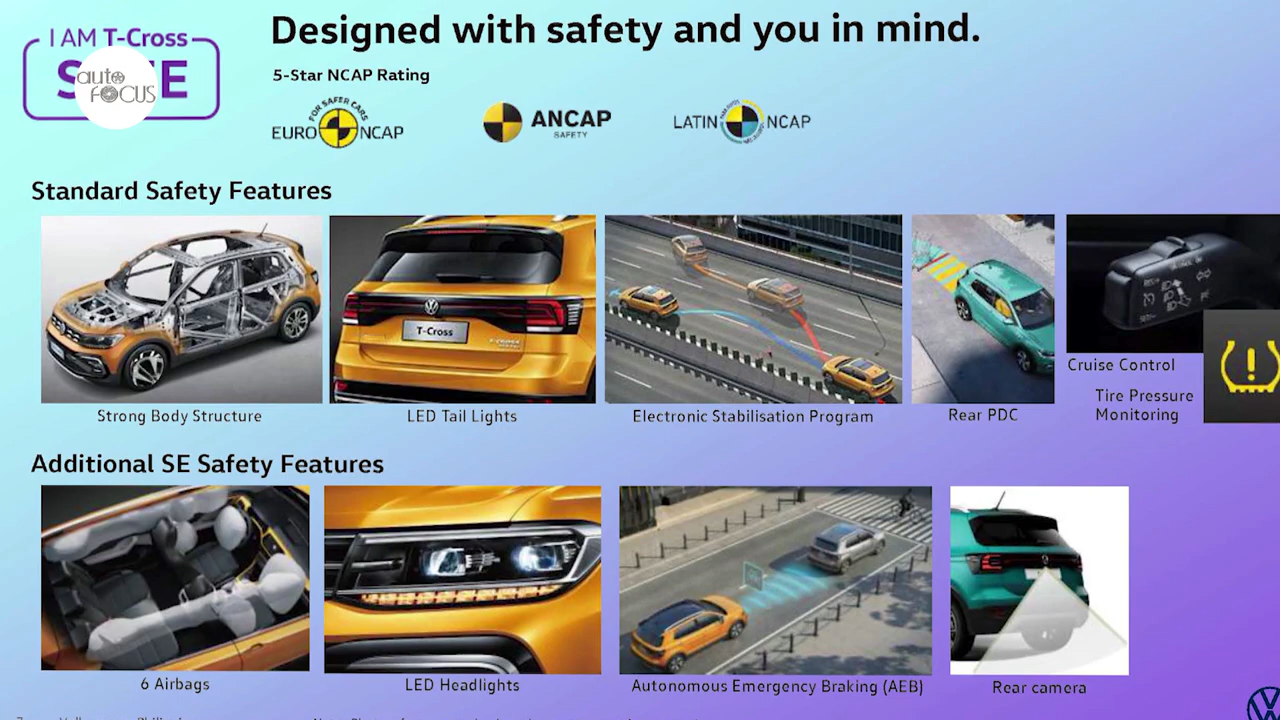 I AM T-Cross
auto
FOCUS
Designed with safety and you in mind.
5-Star NCAP Rating
FOR SAFER CARS
EURO NCAP
ANCAP
SAFETY
LATIN NCAP
Standard Safety Features
T-Cross
Strong Body Structure
LED Tail Lights
Electronic Stabilisation Program
Rear PDC
Cruise Control
Tire Pressure
Monitoring
Additional SE Safety Features
6 Airbags
LED Headlights
Autonomous Emergency Braking (AEB)
Rear camera